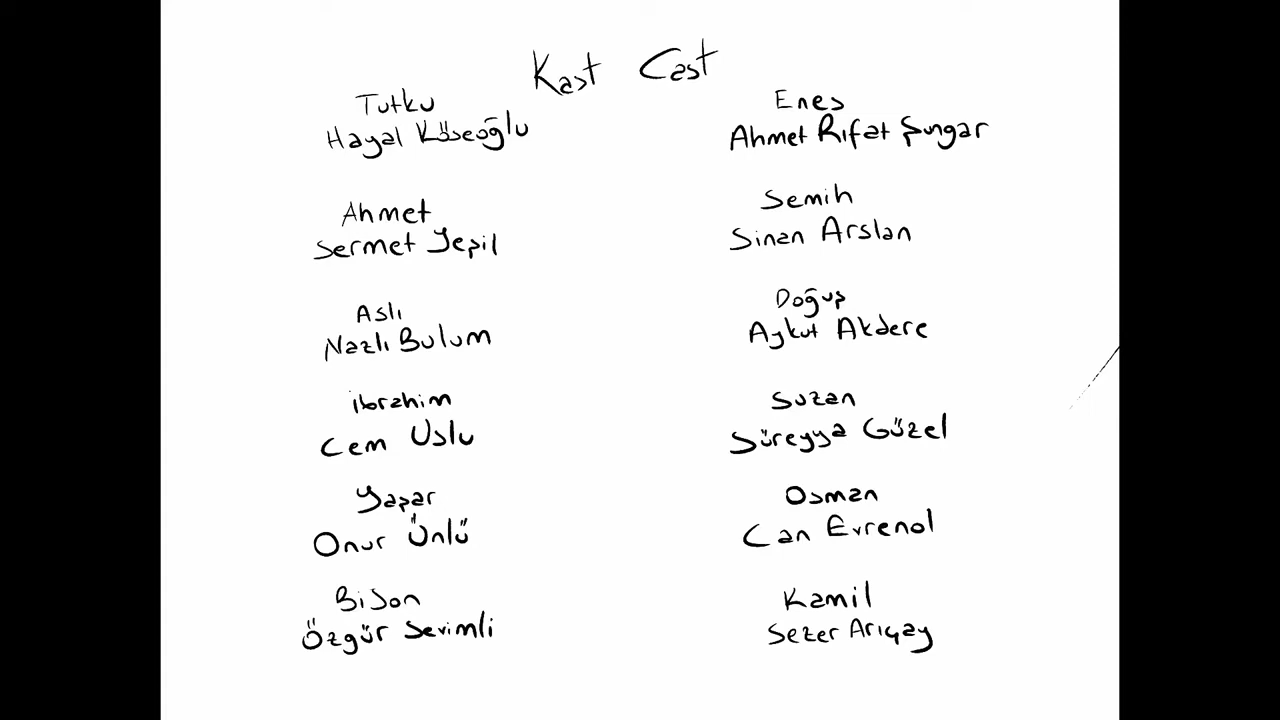 Kast Cast
Tutku
Hayal Köseoğlu
Ahmet
Sermet Yeşil
Aslı
Nazlı Bulum
İbrahim
Cem Uslu
Yaşar
Onur Ünlü
Bison
Özgür Sevimli
Enes
Ahmet Rıfat Şungar
Semih
Sinan Arslan
Doğuş
Aykut Akdere
Suzan
Süreyya Güzel
Osman
Can Evrenol
Kamil
Sezer Arıçay